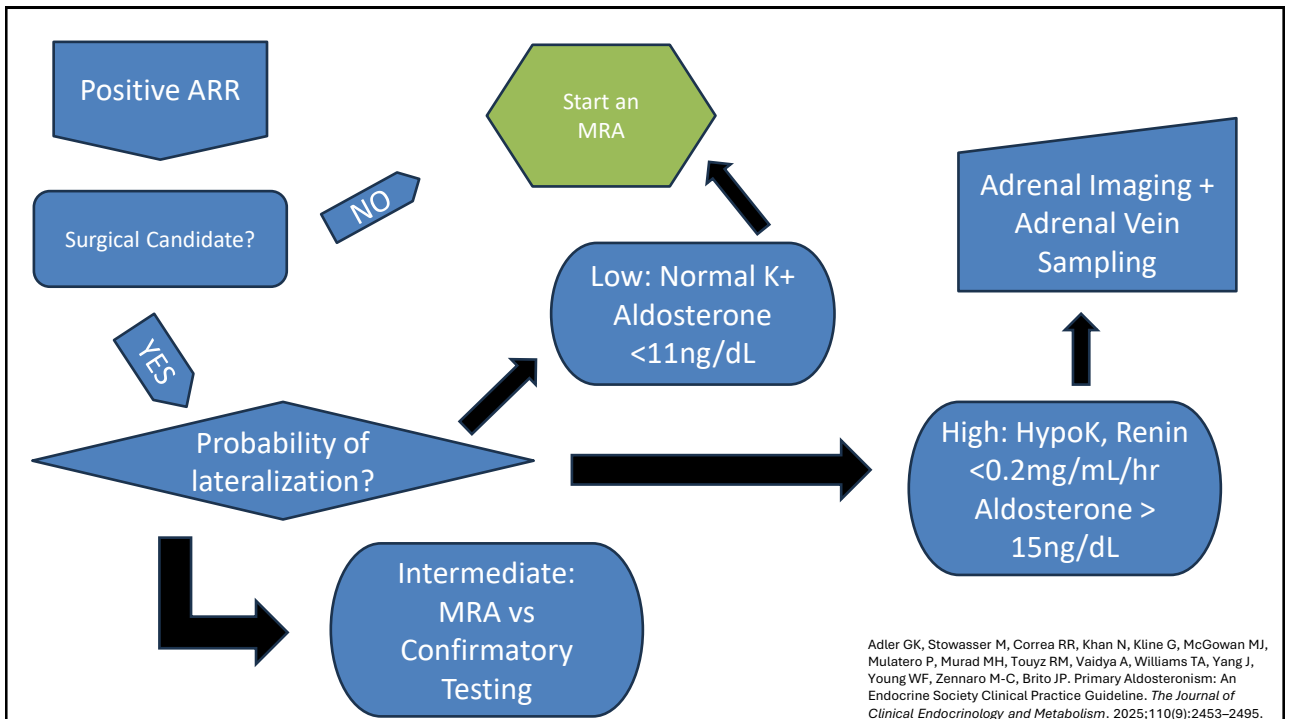 Positive ARR
Surgical Candidate?
NO
YES
Start an
MRA
Probability of
lateralization?
Low: Normal K+
Aldosterone
<11ng/dL
Intermediate:
MRA vs
Confirmatory
Testing
High: HypoK, Renin
<0.2mg/mL/hr
Aldosterone >
15ng/dL
Adrenal Imaging +
Adrenal Vein
Sampling
Adler GK, Stowasser M, Correa RR, Khan N, Kline G, McGowan MJ,
Mulatero P, Murad MH, Touyz RM, Vaidya A, Williams TA, Yang J,
Young WF, Zennaro M-C, Brito JP. Primary Aldosteronism: An
Endocrine Society Clinical Practice Guideline. The Journal of
Clinical Endocrinology and Metabolism. 2025;110(9):2453–2495.